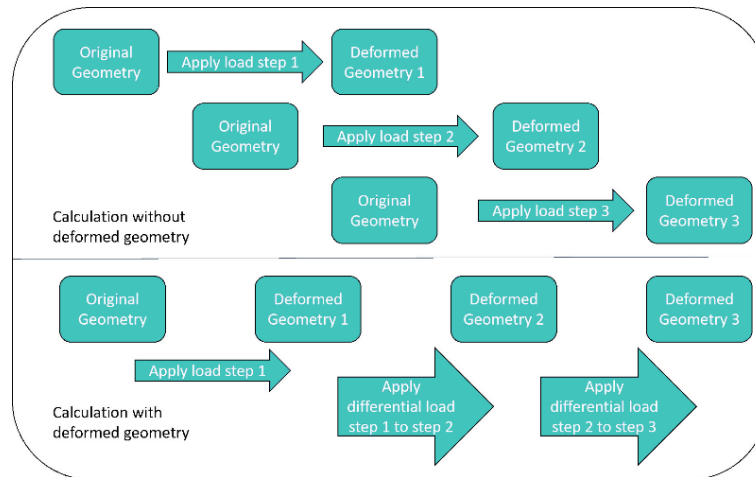 Original
Geometry
Apply load step 1
Deformed
Geometry 1
Original
Geometry
Apply load step 2
Deformed
Geometry 2
Original
Geometry
Apply load step 3
Deformed
Geometry 3
Calculation without
deformed geometry
Original
Geometry
Deformed
Geometry 1
Deformed
Geometry 2
Deformed
Geometry 3
Apply load step 1
Apply
differential load
step 1 to step 2
Apply
differential load
step 2 to step 3
Calculation with
deformed geometry